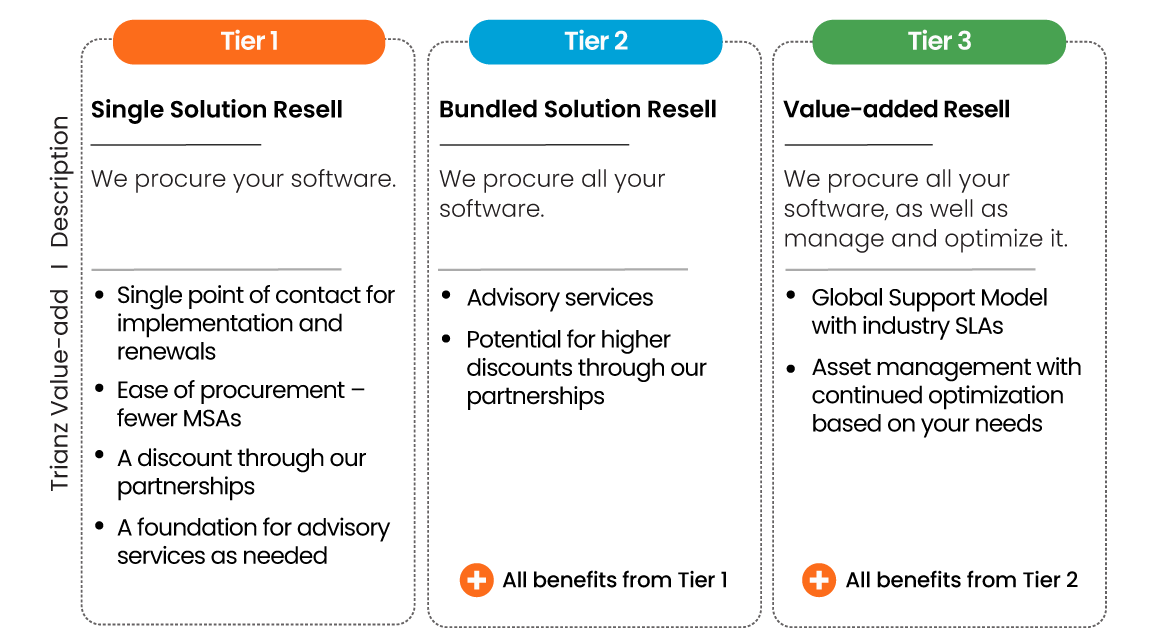 Trianz Value-add I Description
Tier 1
Single Solution Resell
We procure your software.
• Single point of contact for
implementation and
renewals
• Ease of procurement –
fewer MSAs
• A discount through our
partnerships
• A foundation for advisory
services as needed
Tier 2
Bundled Solution Resell
We procure all your
software.
• Advisory services
• Potential for higher
discounts through our
partnerships
All benefits from Tier 1
Tier 3
Value-added Resell
We procure all your
software, as well as
manage and optimize it.
• Global Support Model
with industry SLAs
• Asset management with
continued optimization
based on your needs
All benefits from Tier 2